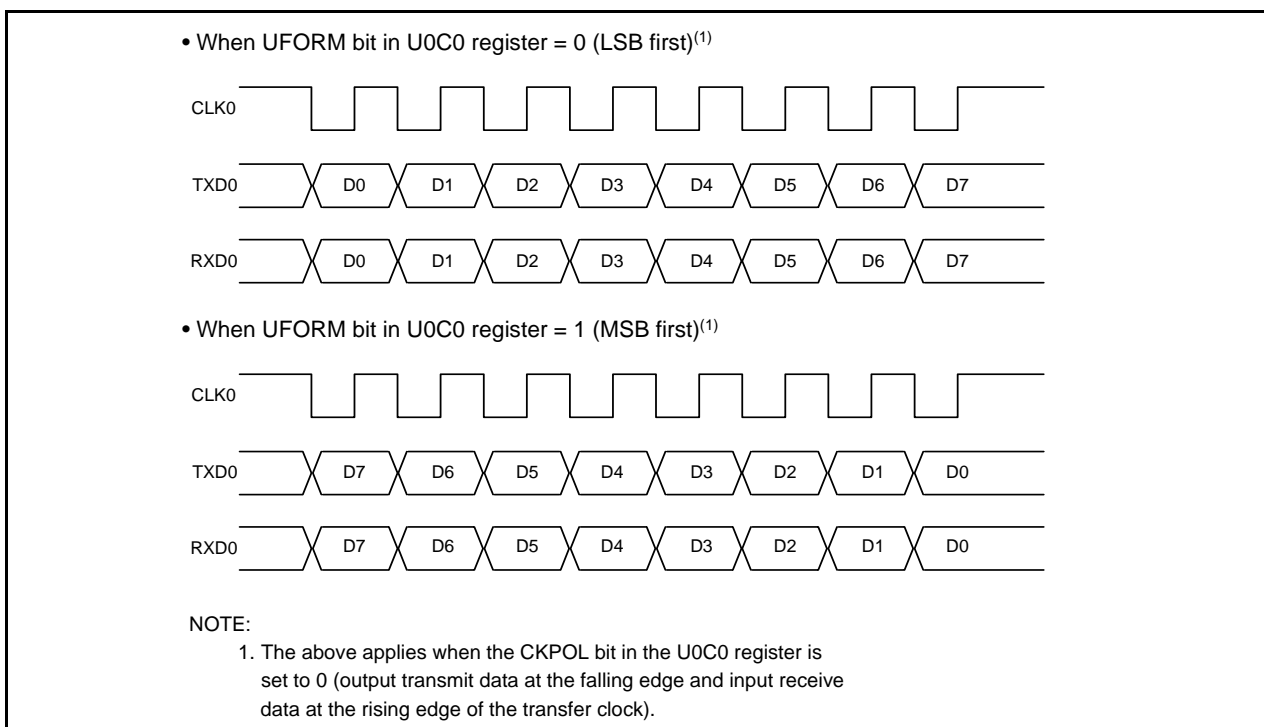 • When UFORM bit in U0C0 register = 0 (LSB first)(1)
CLK0
TXD0 D0 D1 D2 D3 D4 D5 D6 D7
RXD0 D0 D1 D2 D3 D4 D5 D6 D7
• When UFORM bit in U0C0 register = 1 (MSB first)(1)
CLK0
TXD0 D7 D6 D5 D4 D3 D2 D1 D0
RXD0 D7 D6 D5 D4 D3 D2 D1 D0
NOTE:
1. The above applies when the CKPOL bit in the U0C0 register is
set to 0 (output transmit data at the falling edge and input receive
data at the rising edge of the transfer clock).